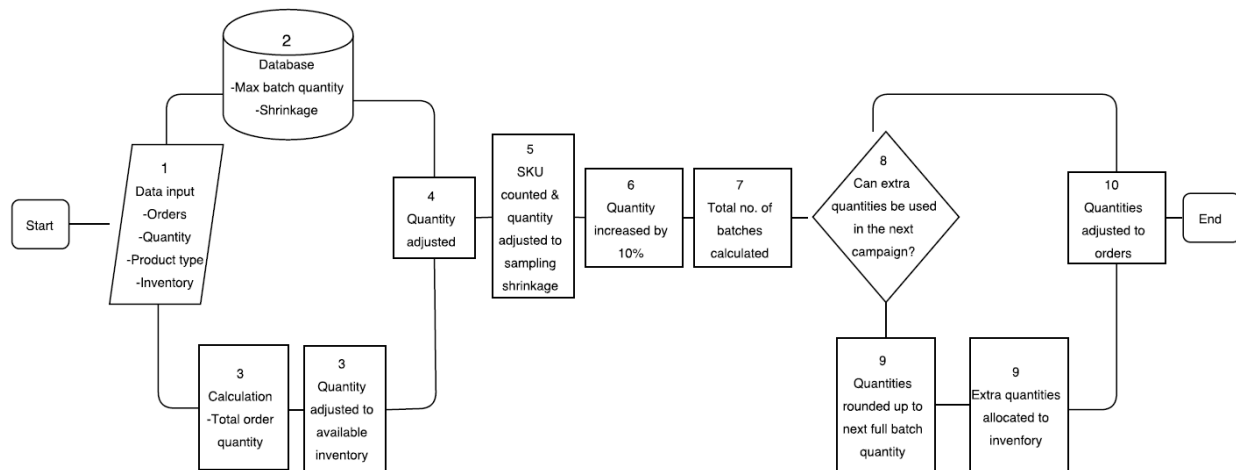 Start
1
Data input
-Orders
-Quantity
-Product type
-Inventory
2
Database
-Max batch quantity
-Shrinkage
3
Calculation
-Total order
quantity
3
Quantity
adjusted to
available
inventory
4
Quantity
adjusted
5
SKU
counted &
quantity
adjusted to
sampling
shrinkage
6
Quantity
increased by
10%
7
Total no. of
batches
calculated
8
Can extra
quantities be used
in the next
campaign?
9
Quantities
rounded up to
next full batch
quantity
9
Extra quantities
allocated to
invenfory
10
Quantities
adjusted to
orders
End